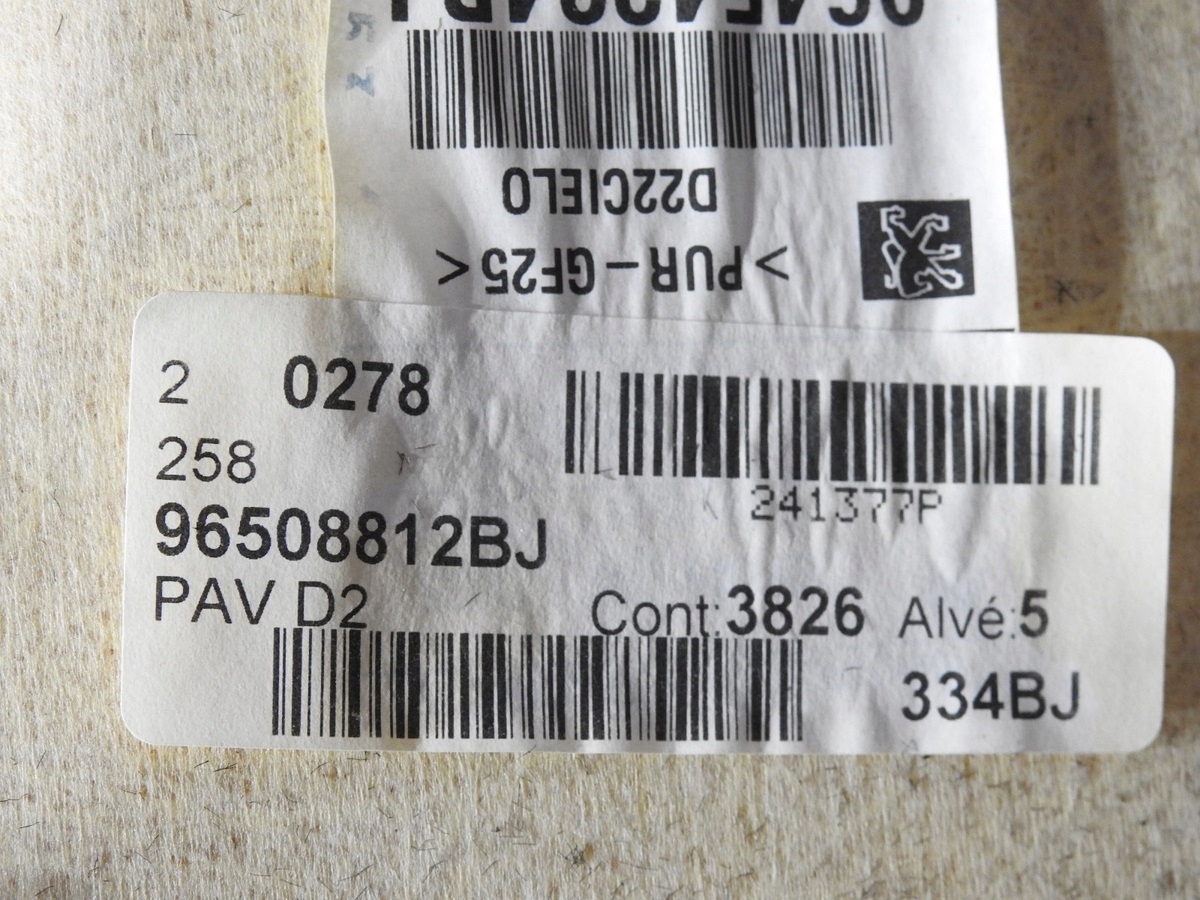 D22CIELO
>PUR-GF25<
2 0278
258
241377P
96508812BJ
PAV D2 Cont:3826 Alvé:5
334BJ